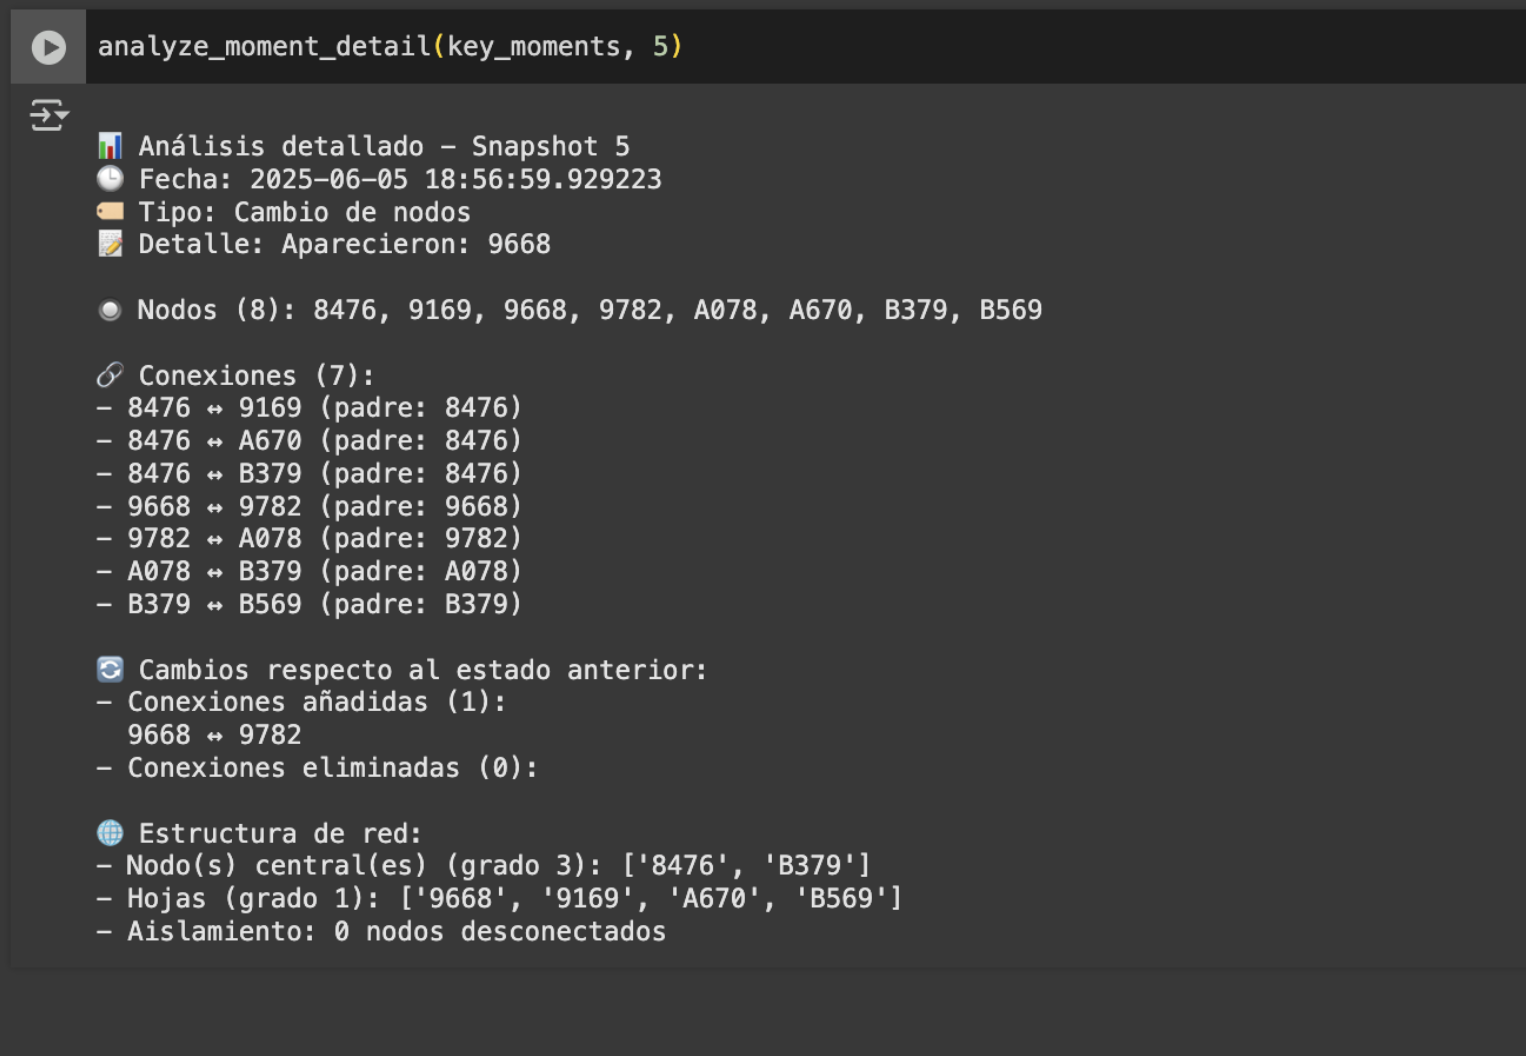 analyze_moment_detail(key_moments, 5)
📊 Análisis detallado – Snapshot 5
🕒 Fecha: 2025-06-05 18:56:59.929223
🏷️ Tipo: Cambio de nodos
📝 Detalle: Aparecieron: 9668
🔘 Nodos (8): 8476, 9169, 9668, 9782, A078, A670, B379, B569
🔗 Conexiones (7):
– 8476 ↔ 9169 (padre: 8476)
– 8476 ↔ A670 (padre: 8476)
– 8476 ↔ B379 (padre: 8476)
– 9668 ↔ 9782 (padre: 9668)
– 9782 ↔ A078 (padre: 9782)
– A078 ↔ B379 (padre: A078)
– B379 ↔ B569 (padre: B379)
🔄 Cambios respecto al estado anterior:
– Conexiones añadidas (1):
9668 ↔ 9782
– Conexiones eliminadas (0):
🌐 Estructura de red:
– Nodo(s) central(es) (grado 3): ['8476', 'B379']
– Hojas (grado 1): ['9668', '9169', 'A670', 'B569']
– Aislamiento: 0 nodos desconectados